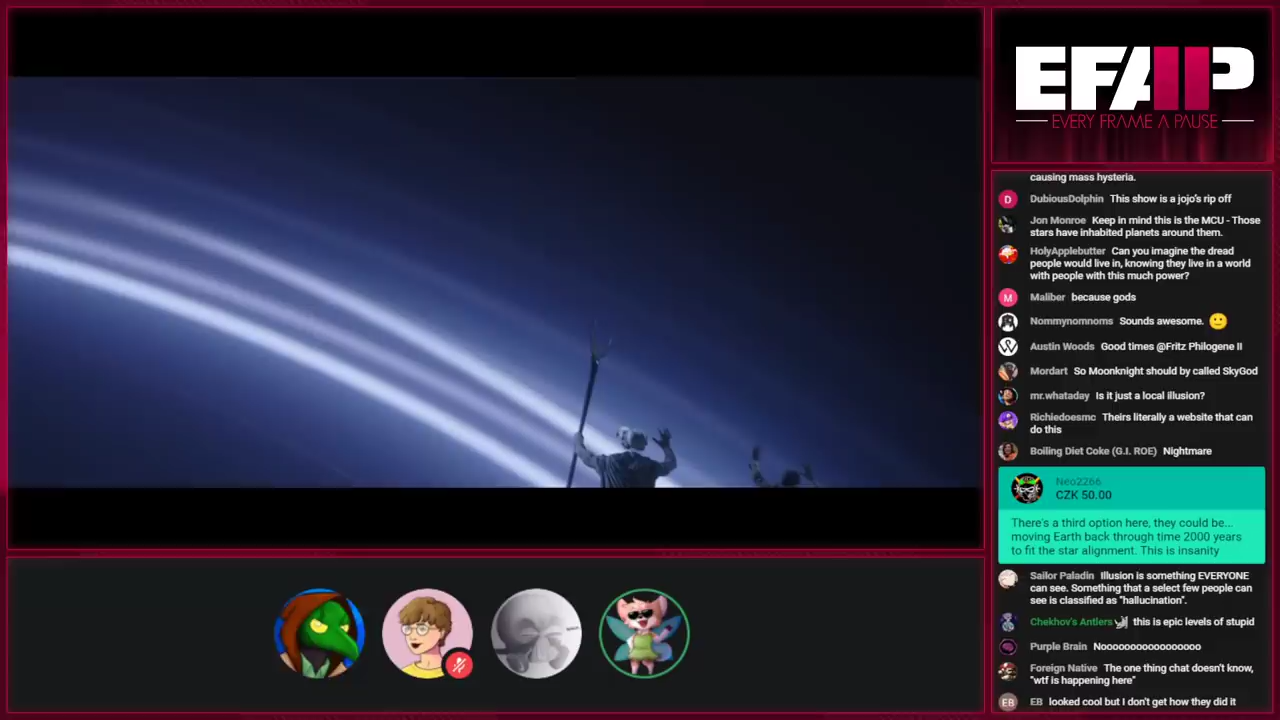 EFAP
EVERY FRAME A PAUSE
causing mass hysteria.
D DubiousDolphin This show is a jojo's rip off
Jon Monroe Keep in mind this is the MCU - Those
stars have inhabited planets around them.
HolyApplebutter Can you imagine the dread
people would live in, knowing they live in a world
with people with this much power?
M Maliber because gods
Nommynomnoms Sounds awesome. 🙂
Austin Woods Good times @Fritz Philogene II
Mordart So Moonknight should by called SkyGod
mr.whataday Is it just a local illusion?
Richiedoesmc Theirs literally a website that can
do this
Boiling Diet Coke (G.I. ROE) Nightmare
Neo2266
CZK 50.00
There's a third option here, they could be...
moving Earth back through time 2000 years
to fit the star alignment. This is insanity
Sailor Paladin Illusion is something EVERYONE
can see. Something that a select few people can
see is classified as "hallucination".
Chekhov's Antlers this is epic levels of stupid
Purple Brain Nooooooooooooooooo
Foreign Native The one thing chat doesn't know,
"wtf is happening here"
EB EB looked cool but I don't get how they did it